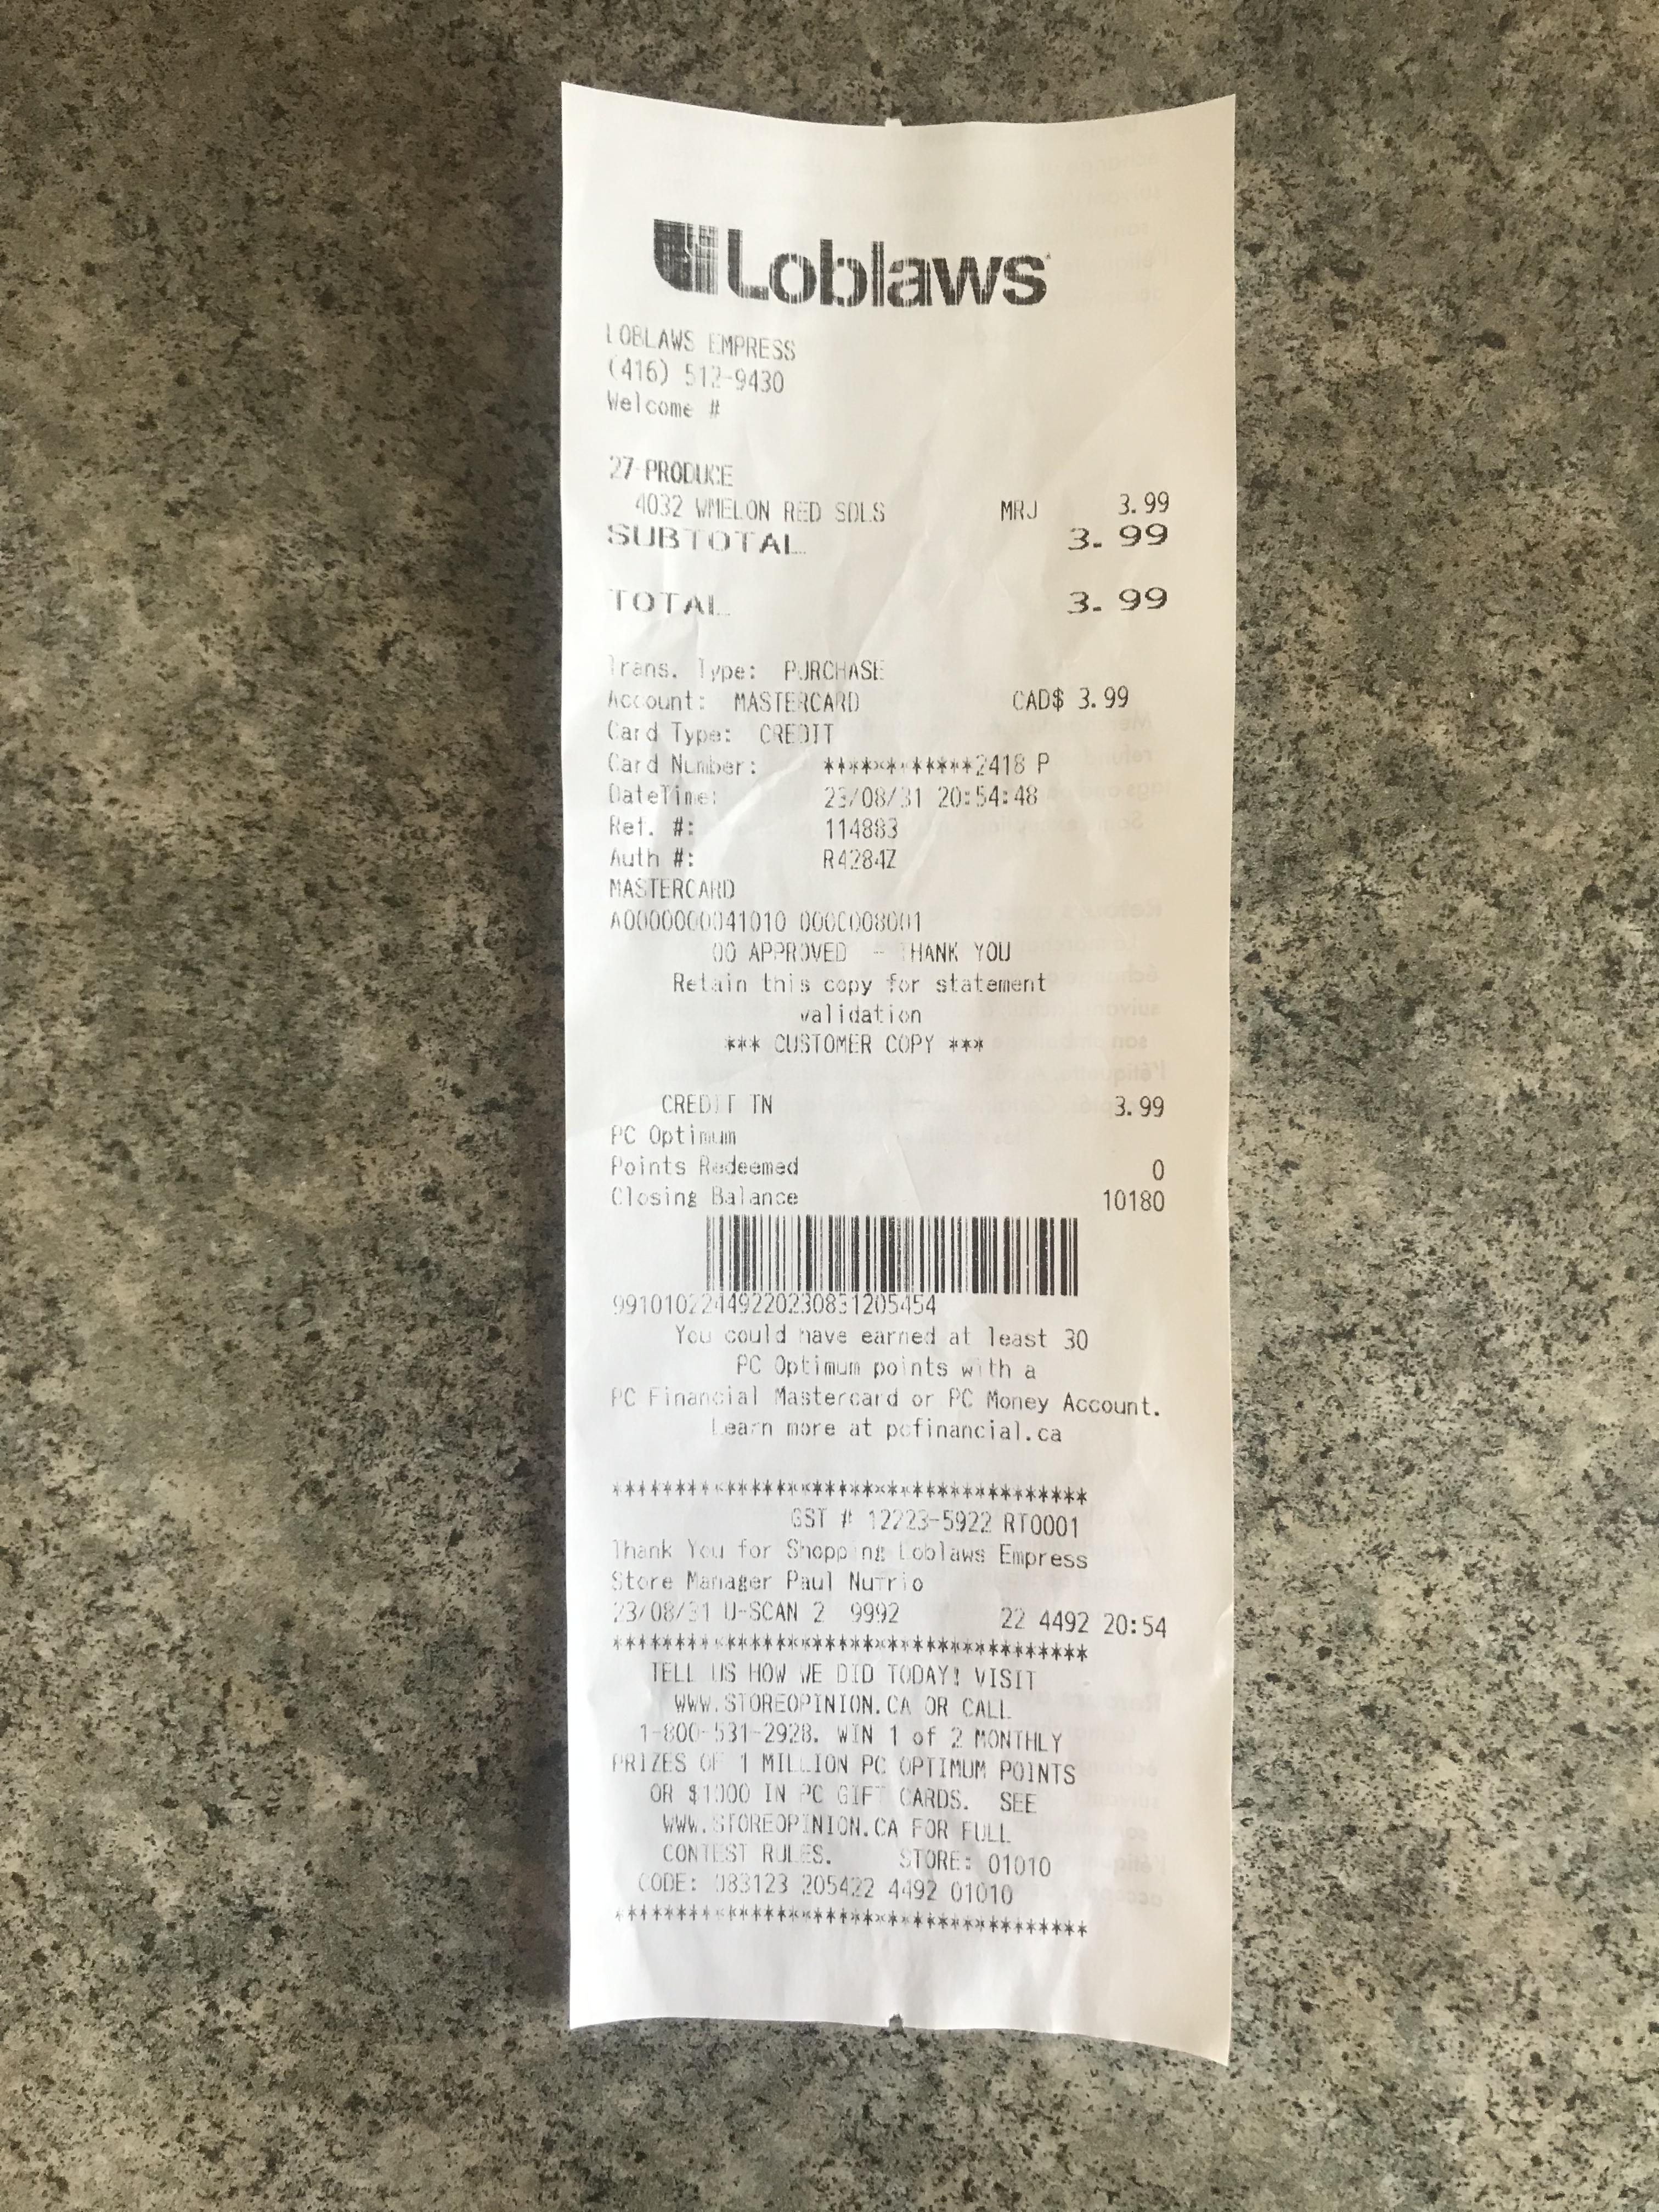 Loblaws
LOBLAWS EMPRESS
(416) 512-9430
Welcome #
27-PRODUCE
4032 WMELON RED SDLS MRJ 3.99
SUBTOTAL 3.99
TOTAL 3.99
Trans. Type: PURCHASE
Account: MASTERCARD CAD$ 3.99
Card Type: CREDIT
Card Number: ************2418 P
DateTime: 23/08/31 20:54:48
Ref. #: 114883
Auth #: R4284Z
MASTERCARD
A0000000041010 0000008001
00 APPROVED - THANK YOU
Retain this copy for statement
validation
*** CUSTOMER COPY ***
CREDIT TN 3.99
PC Optimum
Points Redeemed 0
Closing Balance 10180
9910102244922023083120545​4
You could have earned at least 30
PC Optimum points with a
PC Financial Mastercard or PC Money Account.
Learn more at pcfinancial.ca
***************************************
GST # 12223-5922 RT0001
Thank You for Shopping Loblaws Empress
Store Manager Paul Nutrio
23/08/31 U-SCAN 2 9992 22 4492 20:54
***************************************
TELL US HOW WE DID TODAY! VISIT
WWW.STOREOPINION.CA OR CALL
1-800-531-2928. WIN 1 of 2 MONTHLY
PRIZES OF 1 MILLION PC OPTIMUM POINTS
OR $1000 IN PC GIFT CARDS. SEE
WWW.STOREOPINION.CA FOR FULL
CONTEST RULES. STORE: 01010
CODE: 083123 205422 4492 01010
***************************************